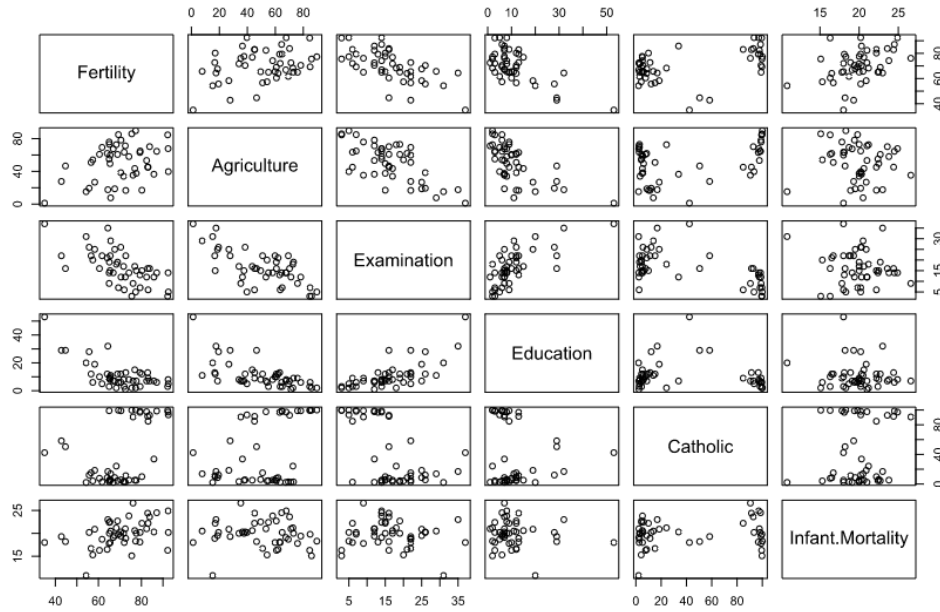 0 20 40 60 80 0 10 30 50 15 20 25
Fertility
40 60 80
0 40 80
Agriculture
Examination
5 15 30
0 20 40
Education
Catholic
0 40 80
15 25
Infant.Mortality
40 60 80 5 15 25 35 0 20 40 60 80